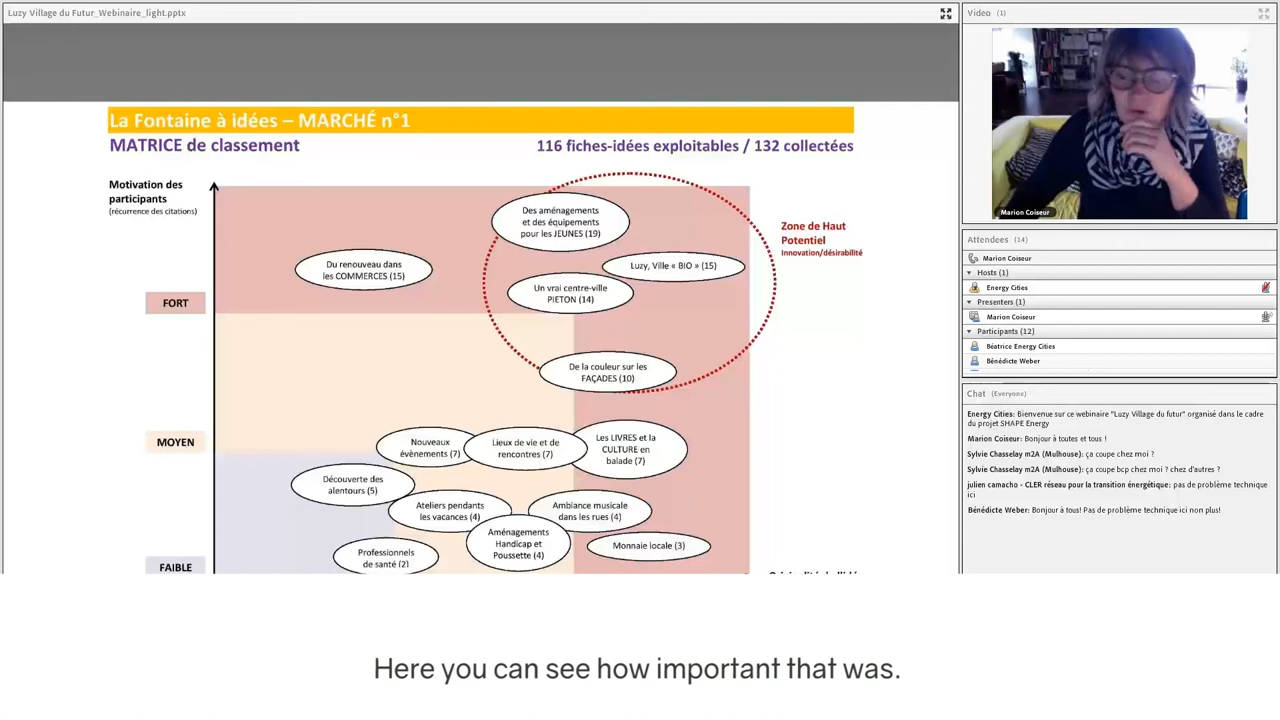 Luzy Village du Futur_Webinaire_light.pptx
La Fontaine à idées – MARCHÉ n°1
MATRICE de classement
116 fiches-idées exploitables / 132 collectées
Motivation des
participants
(récurrence des citations)
Des aménagements
et des équipements
pour les JEUNES (19)
Zone de Haut
Potentiel
Innovation/désirabilité
Du renouveau dans
les COMMERCES (15)
Luzy, Ville « BIO » (15)
Un vrai centre-ville
PIETON (14)
FORT
De la couleur sur les
FAÇADES (10)
MOYEN
Nouveaux
évènements (7)
Lieux de vie et de
rencontres (7)
Les LIVRES et la
CULTURE en
balade (7)
Découverte des
alentours (5)
Ateliers pendants
les vacances (4)
Ambiance musicale
dans les rues (4)
Aménagements
Handicap et
Poussette (4)
Monnaie locale (3)
Professionnels
de santé (2)
FAIBLE
Video (1)
Marion Coiseur
Attendees (14)
Marion Coiseur
Hosts (1)
Energy Cities
Presenters (1)
Marion Coiseur
Participants (12)
Béatrice Energy Cities
Bénédicte Weber
Chat (Everyone)
Energy Cities: Bienvenue sur ce webinaire "Luzy Village du futur" organisé dans le cadre
du projet SHAPE Energy
Marion Coiseur: Bonjour à toutes et tous !
Sylvie Chasselay m2A (Mulhouse): ça coupe chez moi ?
Sylvie Chasselay m2A (Mulhouse): ça coupe bcp chez moi ? chez d'autres ?
julien camacho - CLER réseau pour la transition énergétique: pas de problème technique
ici
Bénédicte Weber: Bonjour à tous! Pas de problème technique ici non plus!
Here you can see how important that was.